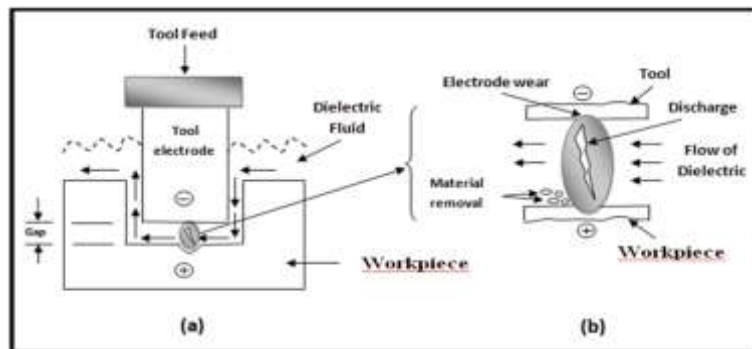 Tool Feed
Tool
electrode
Dielectric
Fluid
Gap
−
+
Workpiece
(a)
Electrode wear
−
Tool
Discharge
Flow of
Dielectric
Material
removal
+
Workpiece
(b)